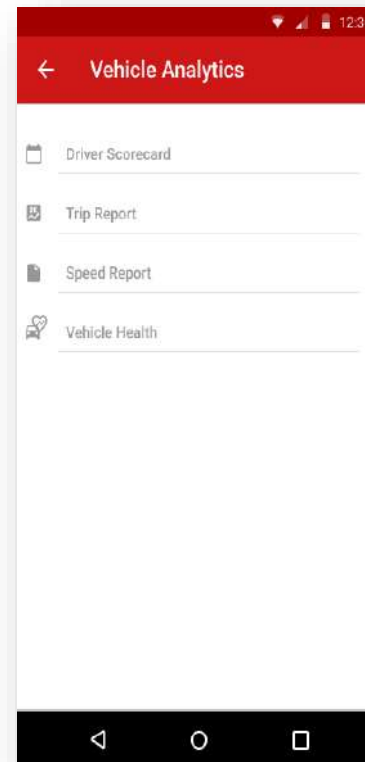 12:3
Vehicle Analytics
Driver Scorecard
Trip Report
Speed Report
Vehicle Health